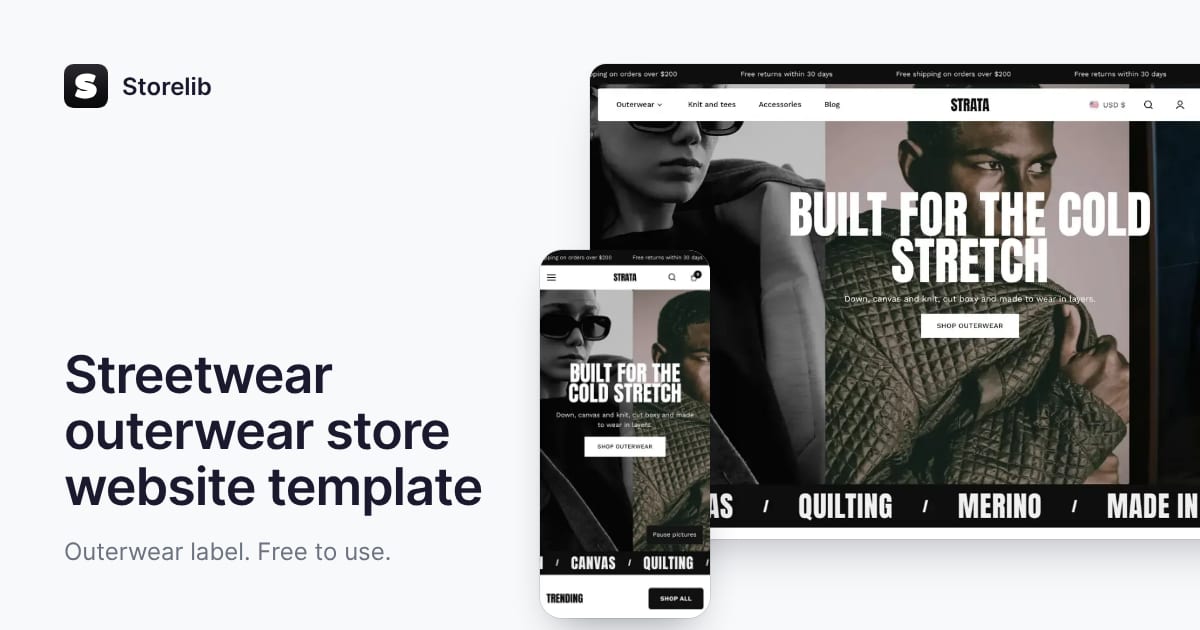 Storelib
Streetwear
outerwear store
website template
Outerwear label. Free to use.
on orders over $200
Free returns within 30 days
Free shipping on orders over $200
Free returns within 30 days
Outerwear
Knit and tees
Accessories
Blog
STRATA
USD $
BUILT FOR THE COLD
STRETCH
Down, canvas and knit, cut boxy and made to wear in layers.
SHOP OUTERWEAR
/ QUILTING / MERINO / MADE IN
on orders over $200
Free returns within 30 days
STRATA
BUILT FOR THE
COLD STRETCH
Down, canvas and knit, cut boxy and made
to wear in layers.
SHOP OUTERWEAR
Pause pictures
/ CANVAS / QUILTING /
TRENDING
SHOP ALL